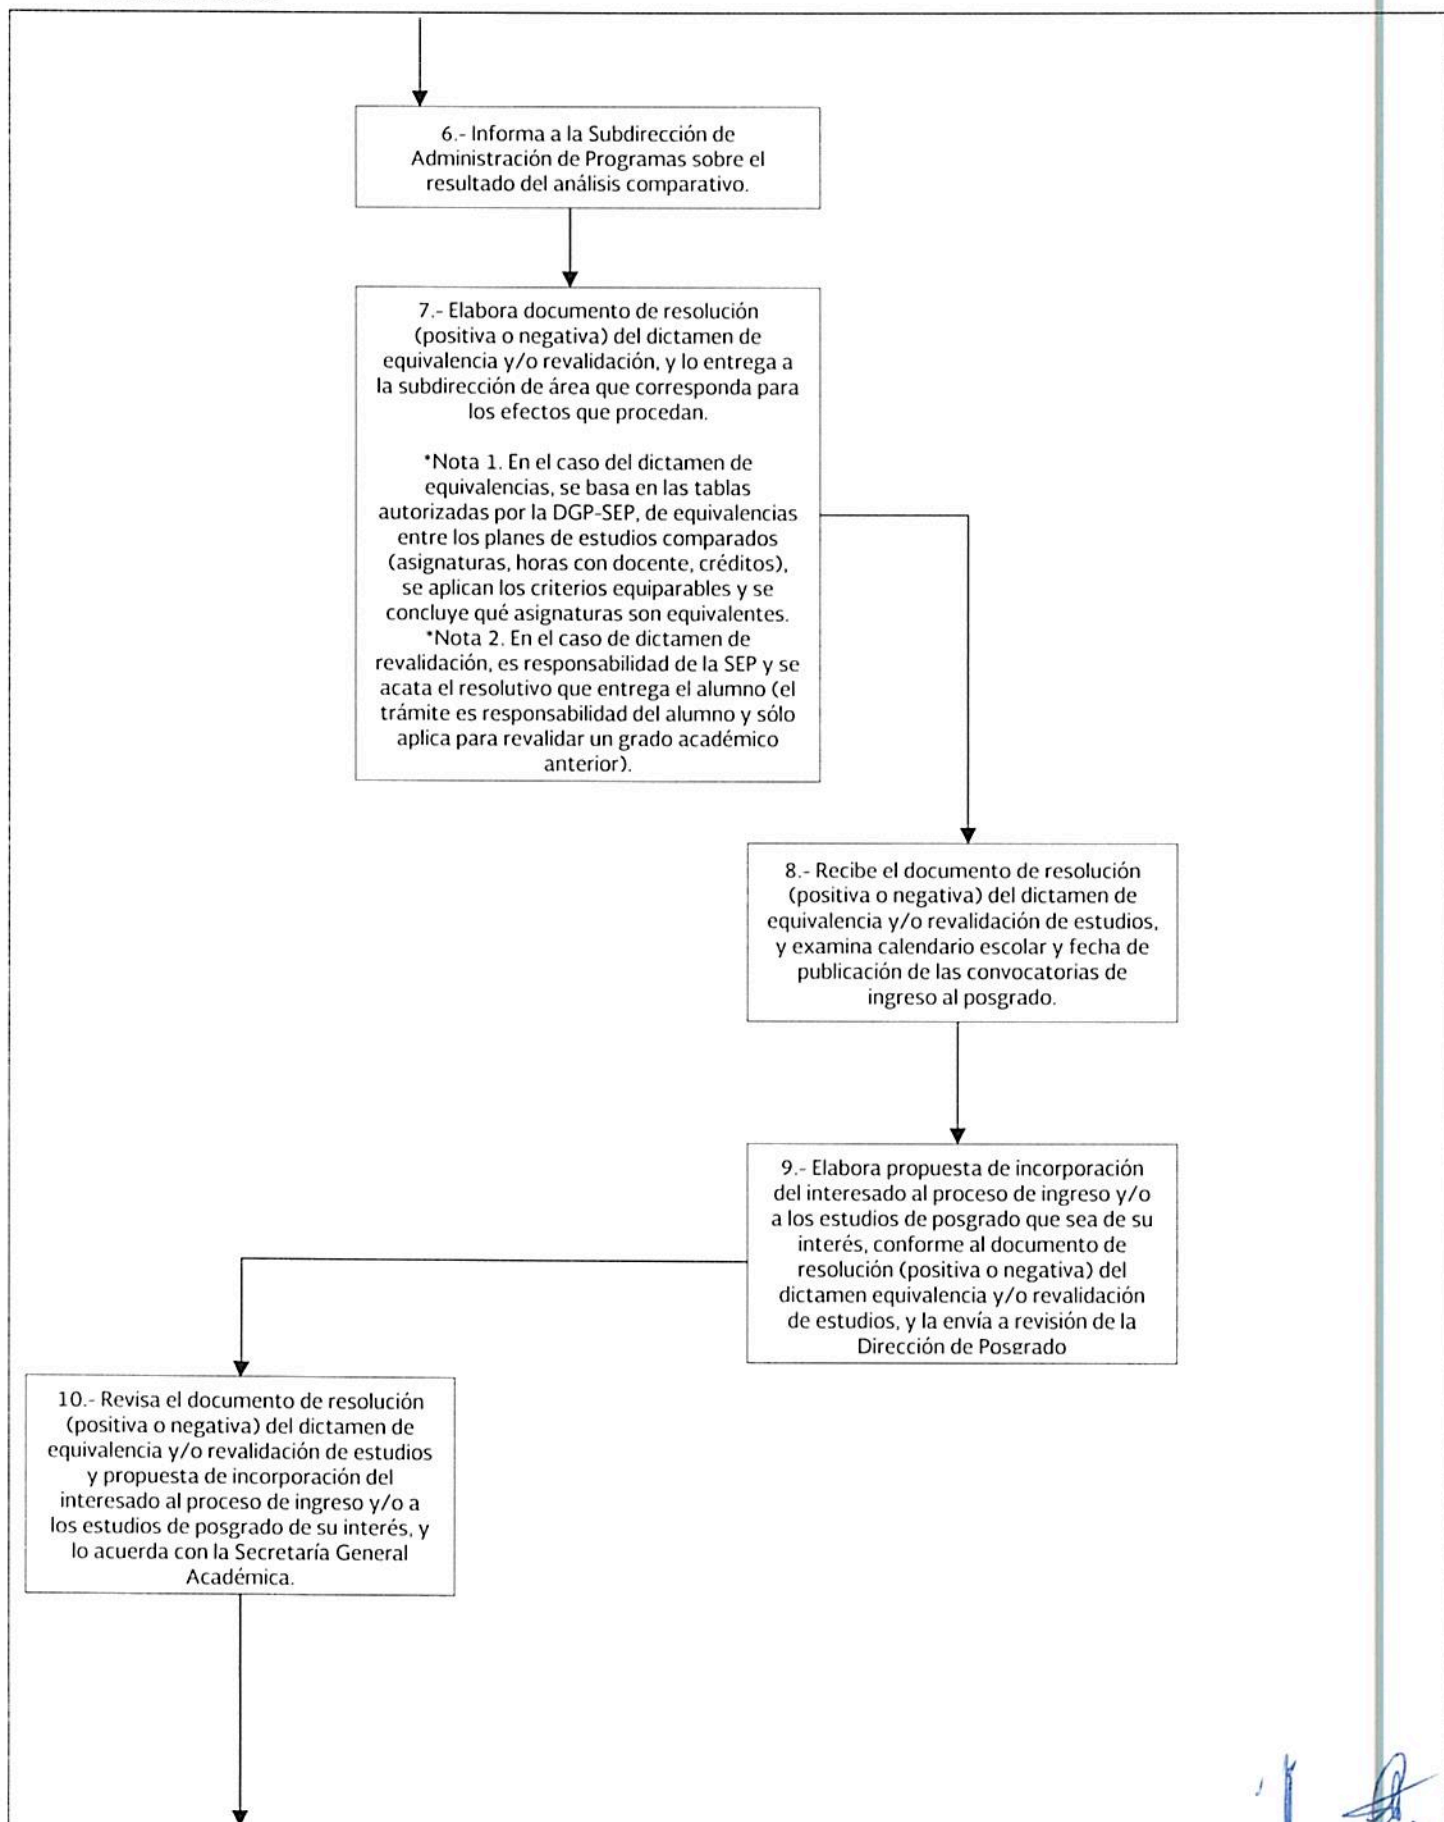 6.- Informa a la Subdirección de
Administración de Programas sobre el
resultado del análisis comparativo.
7.- Elabora documento de resolución
(positiva o negativa) del dictamen de
equivalencia y/o revalidación, y lo entrega a
la subdirección de área que corresponda para
los efectos que procedan.
*Nota 1. En el caso del dictamen de
equivalencias, se basa en las tablas
autorizadas por la DGP-SEP, de equivalencias
entre los planes de estudios comparados
(asignaturas, horas con docente, créditos),
se aplican los criterios equiparables y se
concluye qué asignaturas son equivalentes.
*Nota 2. En el caso de dictamen de
revalidación, es responsabilidad de la SEP y se
acata el resolutivo que entrega el alumno (el
trámite es responsabilidad del alumno y sólo
aplica para revalidar un grado académico
anterior).
8.- Recibe el documento de resolución
(positiva o negativa) del dictamen de
equivalencia y/o revalidación de estudios,
y examina calendario escolar y fecha de
publicación de las convocatorias de
ingreso al posgrado.
9.- Elabora propuesta de incorporación
del interesado al proceso de ingreso y/o
a los estudios de posgrado que sea de su
interés, conforme al documento de
resolución (positiva o negativa) del
dictamen equivalencia y/o revalidación
de estudios, y la envía a revisión de la
Dirección de Posgrado
10.- Revisa el documento de resolución
(positiva o negativa) del dictamen de
equivalencia y/o revalidación de estudios
y propuesta de incorporación del
interesado al proceso de ingreso y/o a
los estudios de posgrado de su interés, y
lo acuerda con la Secretaría General
Académica.